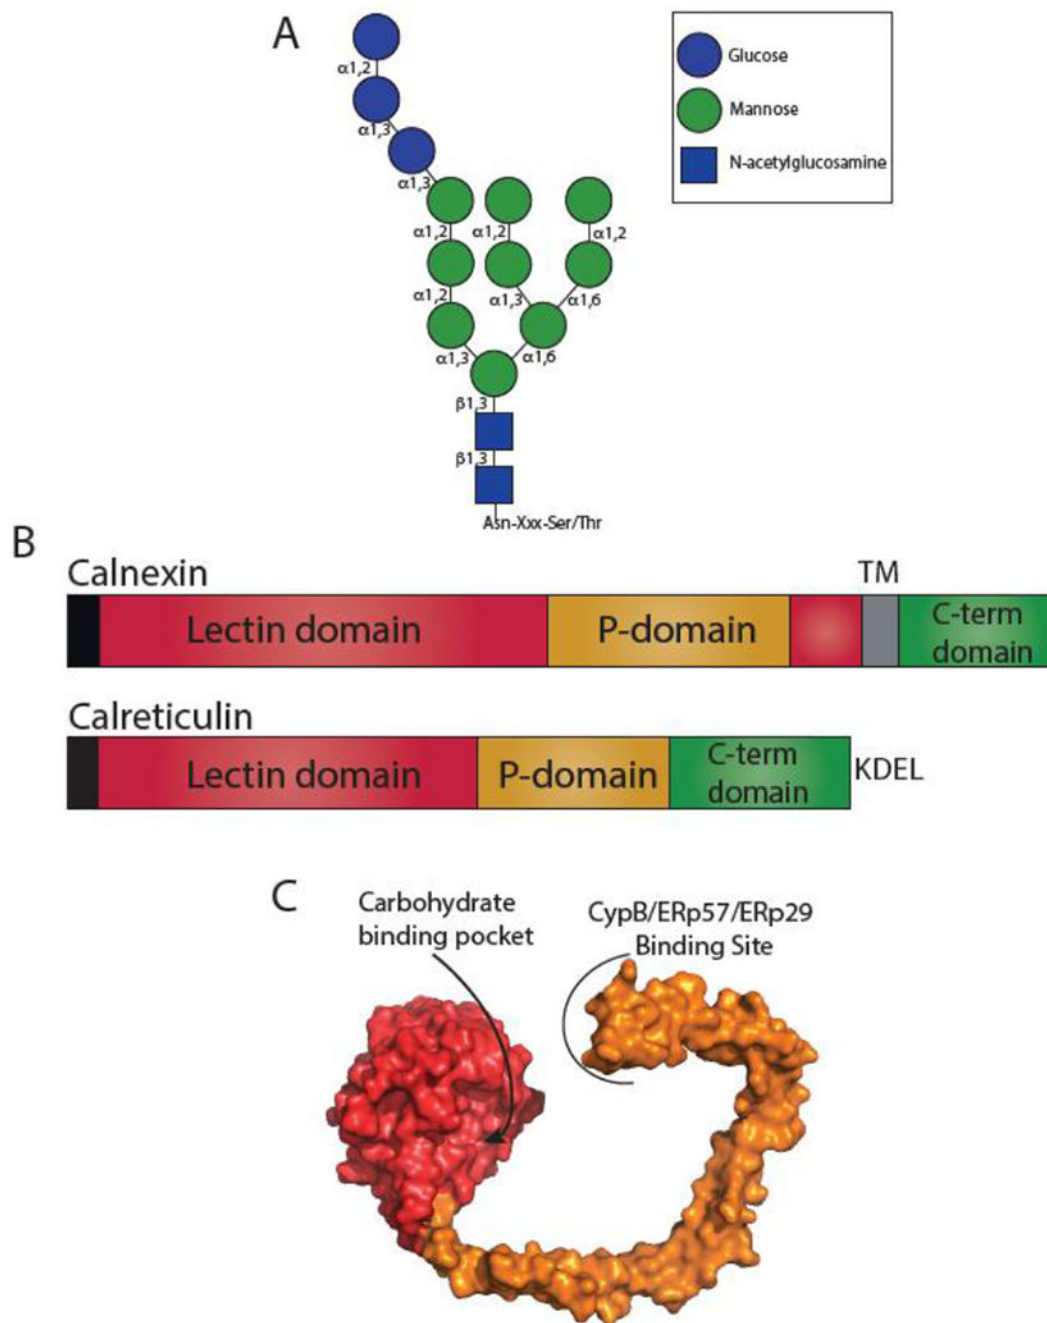 A
Glucose
Mannose
N-acetylglucosamine
α1,2
α1,3
α1,3
α1,2
α1,2
α1,2
α1,2
α1,3
α1,6
α1,3
α1,6
β1,3
β1,3
Asn-Xxx-Ser/Thr
B
Calnexin
TM
Lectin domain
P-domain
C-term
domain
Calreticulin
Lectin domain
P-domain
C-term
domain
KDEL
C
Carbohydrate
binding pocket
CypB/ERp57/ERp29
Binding Site